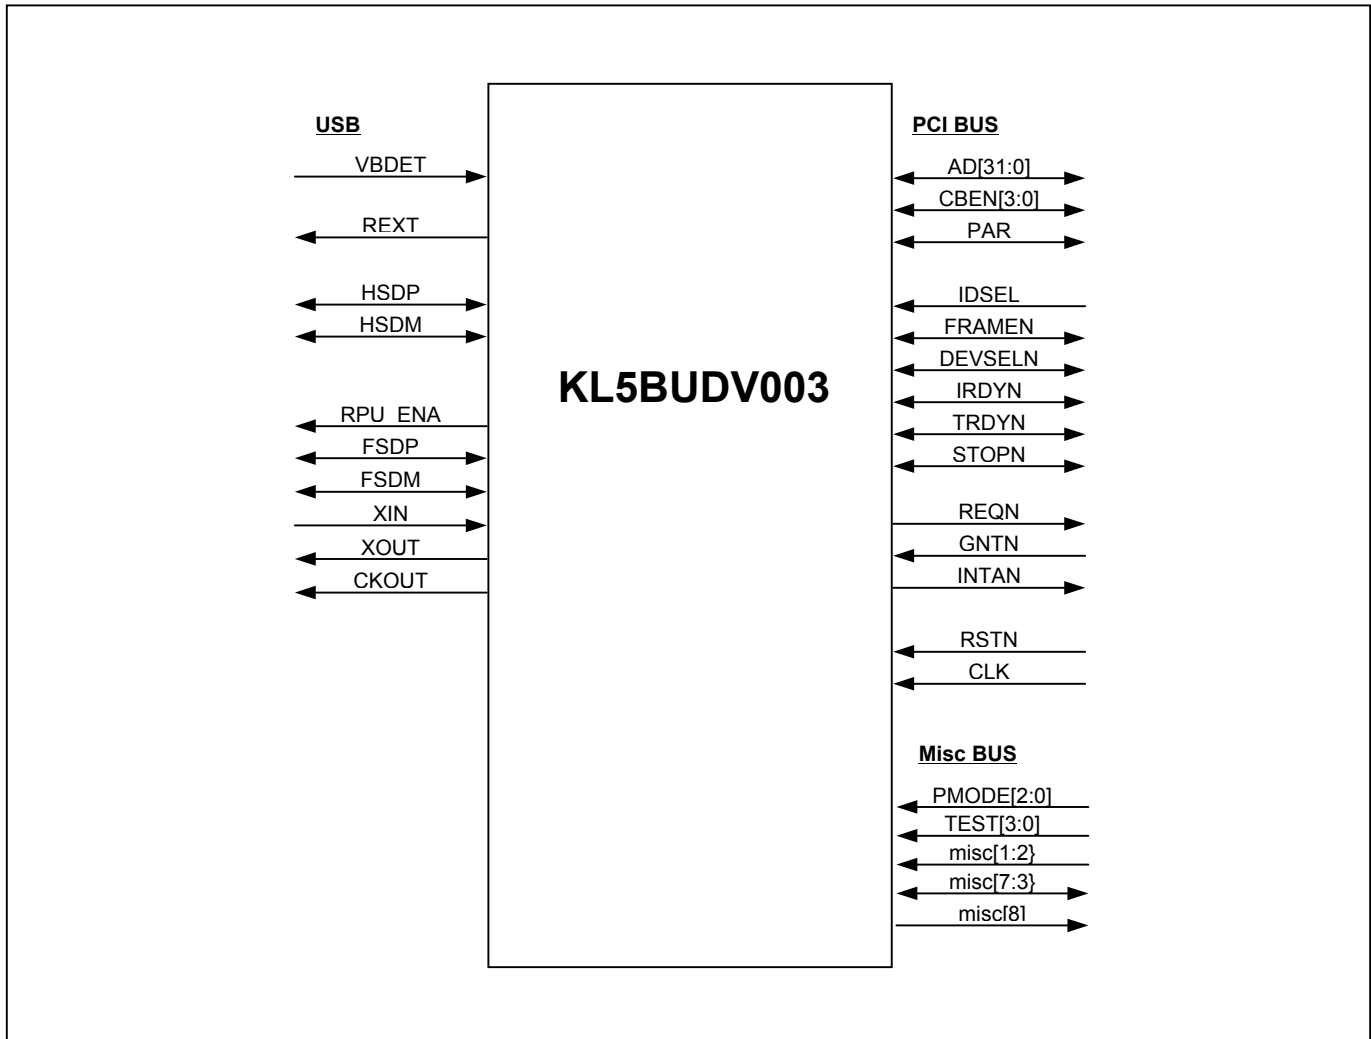 USB
VBDET
REXT
HSDP
HSDM
RPU_ENA
FSDP
FSDM
XIN
XOUT
CKOUT
KL5BUDV003
PCI BUS
AD[31:0]
CBEN[3:0]
PAR
IDSEL
FRAMEN
DEVSELN
IRDYN
TRDYN
STOPN
REQN
GNTN
INTAN
RSTN
CLK
Misc BUS
PMODE[2:0]
TEST[3:0]
misc[1:2}
misc[7:3}
misc[8]